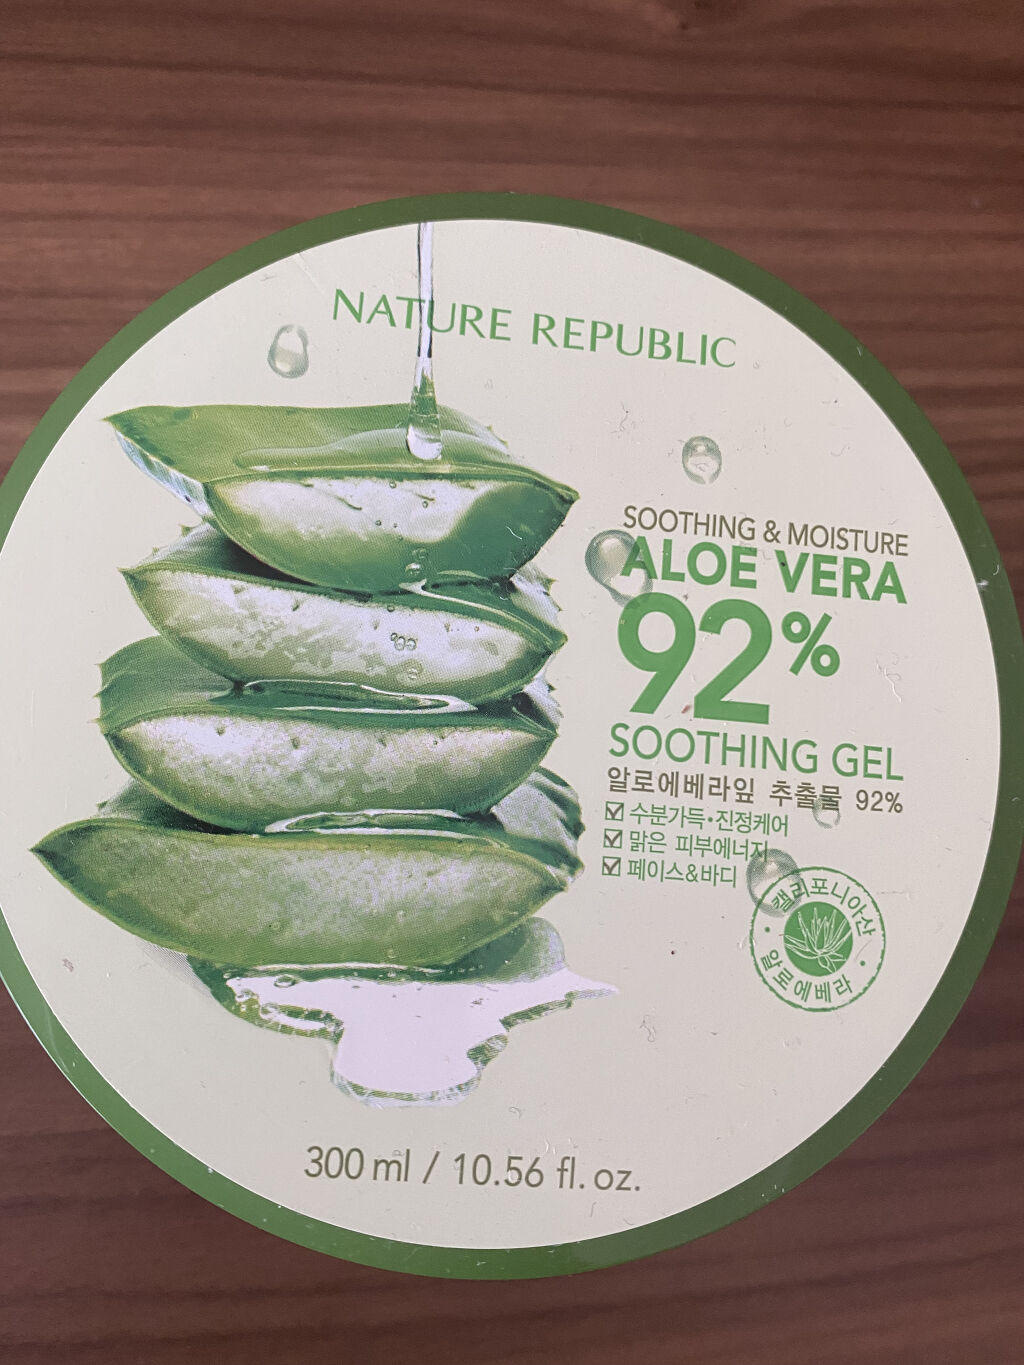 NATURE REPUBLIC
SOOTHING & MOISTURE
ALOE VERA
92%
SOOTHING GEL
알로에베라잎 추출물 92%
☑ 수분가득•진정케어
☑ 맑은 피부에너지
☑ 페이스&바디
캘리포니아산
• 알로에베라 •
300 ml / 10.56 fl. oz.